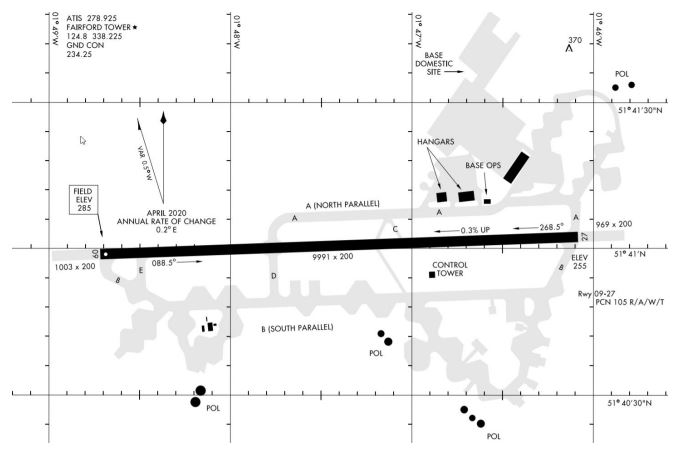 01°49'W
01°48'W
01°47'W
01°46'W
ATIS 278.925
FAIRFORD TOWER ★
124.8 338.225
GND CON
234.25
BASE
DOMESTIC
SITE
370
POL
51°41'30"N
VAR 0.5°W
HANGARS
BASE OPS
FIELD
ELEV
285
APRIL 2020
ANNUAL RATE OF CHANGE
0.2° E
A (NORTH PARALLEL)
A
A
A
C
0.3% UP
268.5°
969 x 200
27
09
1003 x 200
088.5°
9991 x 200
51°41'N
E
B
D
CONTROL
TOWER
ELEV
255
B
Rwy 09-27
PCN 105 R/A/W/T
B (SOUTH PARALLEL)
POL
POL
51°40'30"N
POL